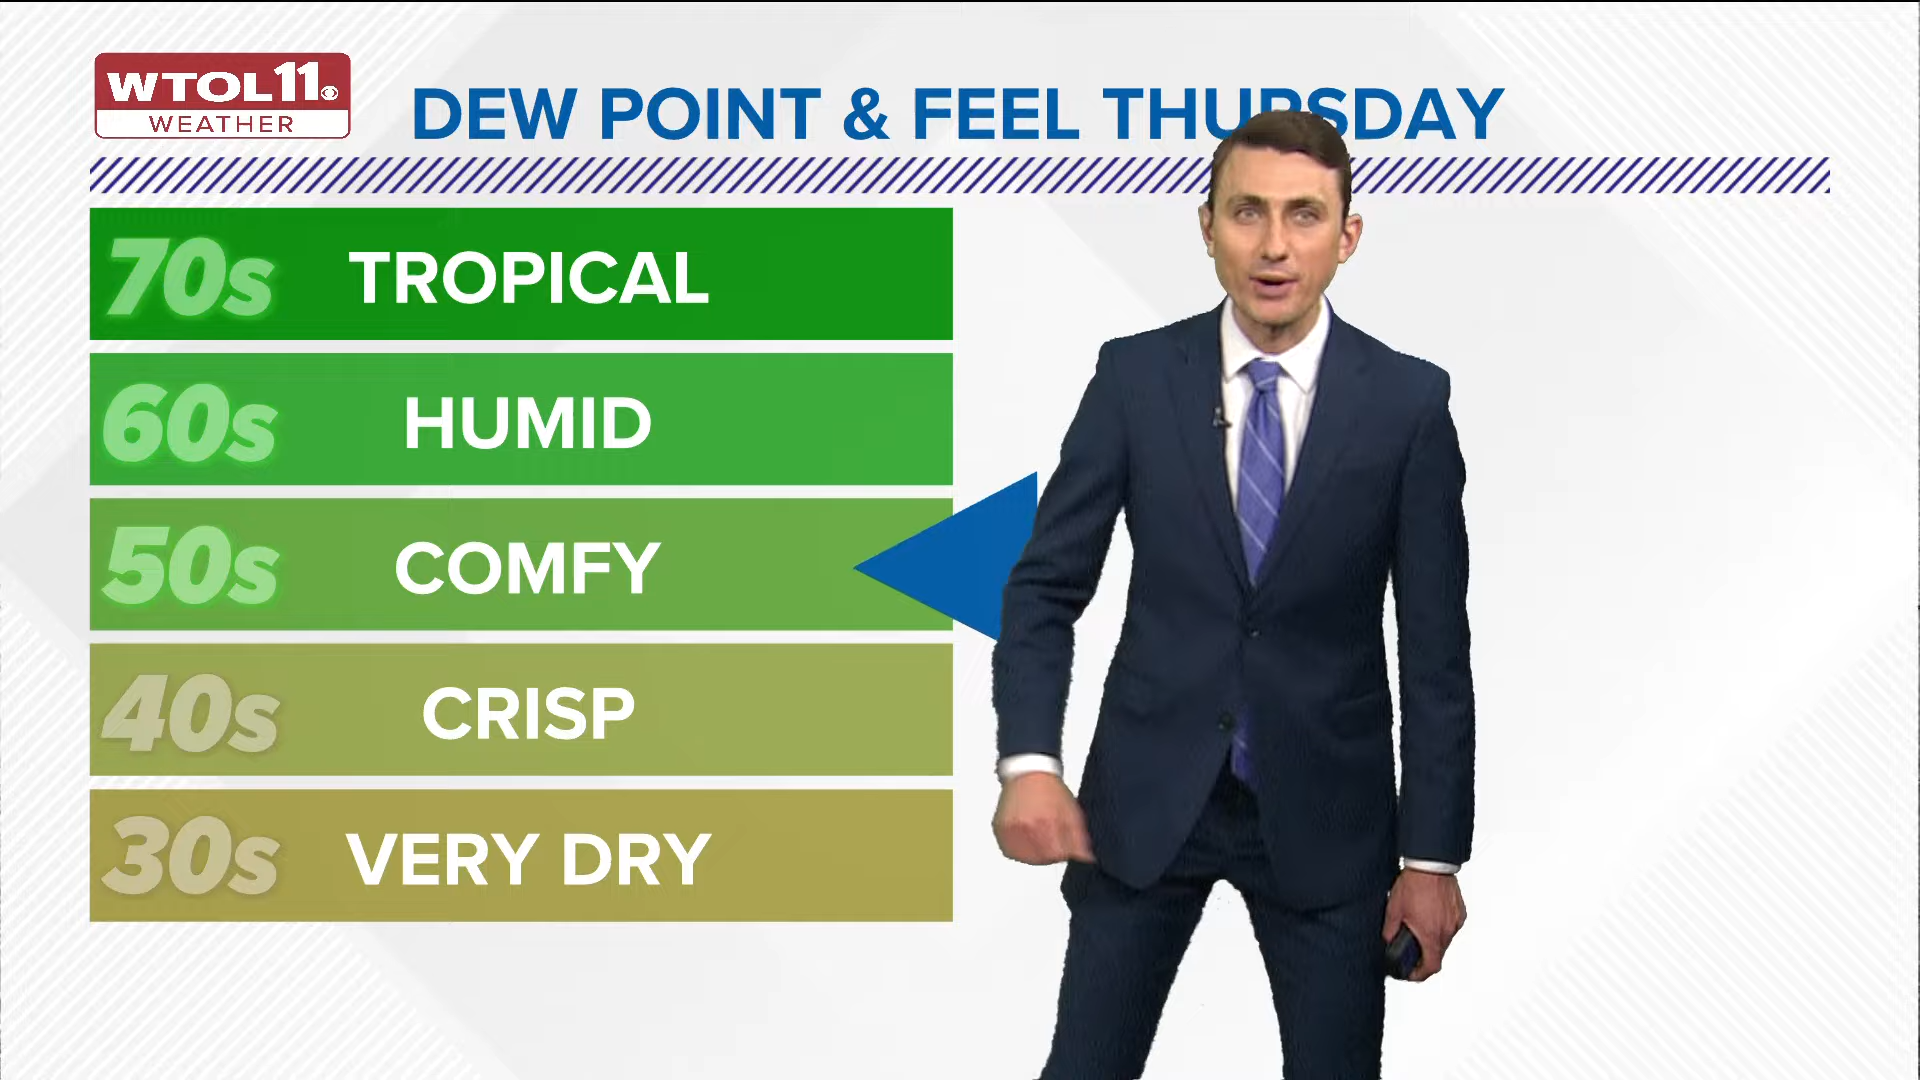 WTOL11
WEATHER
DEW POINT & FEEL THURSDAY
70s TROPICAL
60s HUMID
50s COMFY
40s CRISP
30s VERY DRY